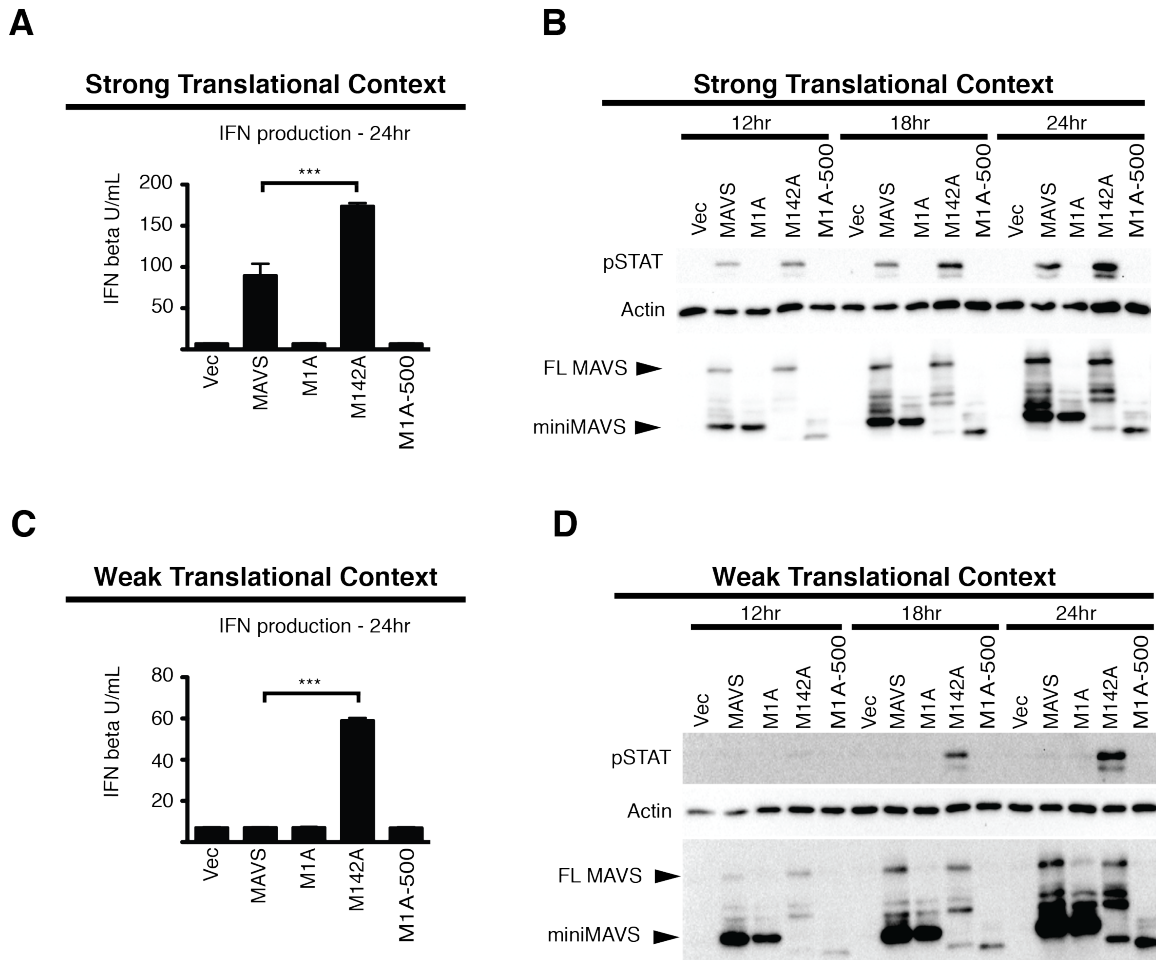 A
Strong Translational Context
IFN production - 24hr
***
IFN beta U/mL
200
150
100
50
Vec
MAVS
M1A
M142A
M1A-500
B
Strong Translational Context
12hr
18hr
24hr
Vec
MAVS
M1A
M142A
M1A-500
Vec
MAVS
M1A
M142A
M1A-500
Vec
MAVS
M1A
M142A
M1A-500
pSTAT
Actin
FL MAVS
miniMAVS
C
Weak Translational Context
IFN production - 24hr
***
IFN beta U/mL
80
60
40
20
Vec
MAVS
M1A
M142A
M1A-500
D
Weak Translational Context
12hr
18hr
24hr
Vec
MAVS
M1A
M142A
M1A-500
Vec
MAVS
M1A
M142A
M1A-500
Vec
MAVS
M1A
M142A
M1A-500
pSTAT
Actin
FL MAVS
miniMAVS